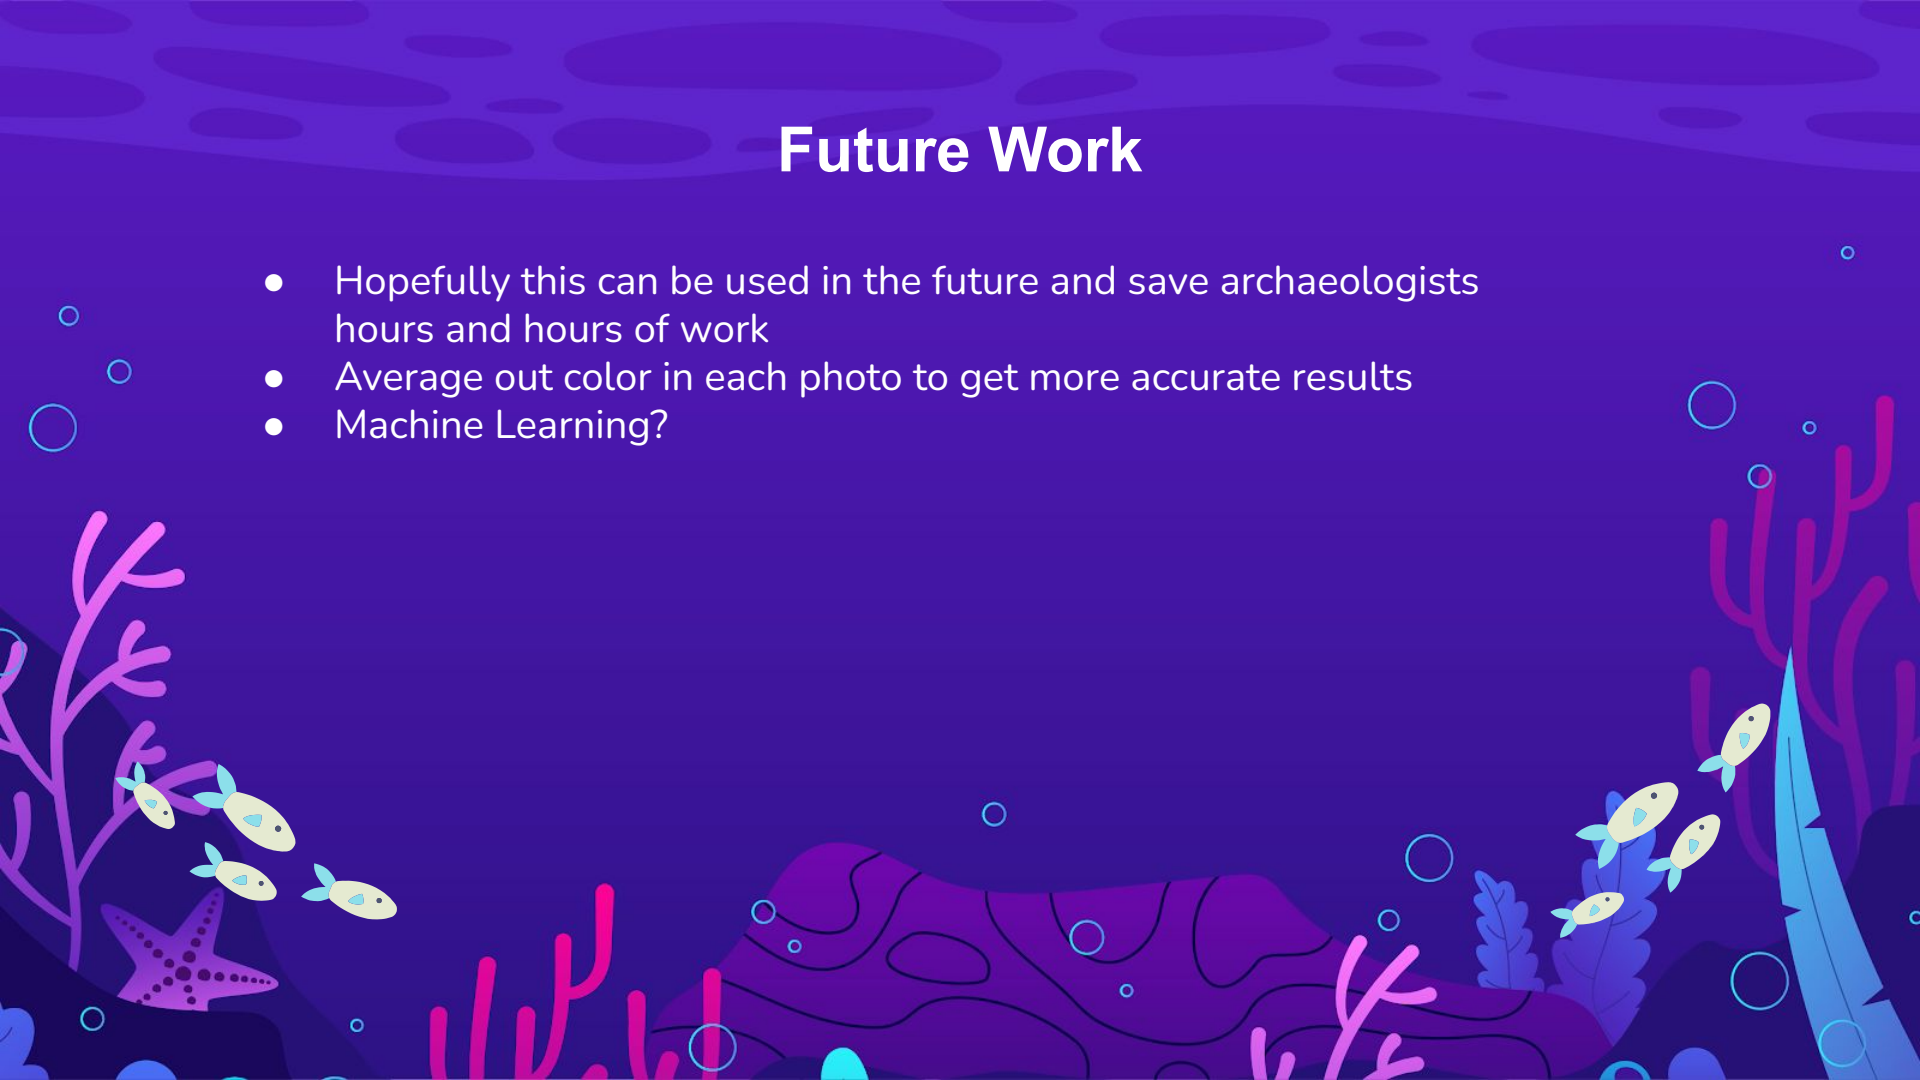 Future Work
● Hopefully this can be used in the future and save archaeologists
hours and hours of work
● Average out color in each photo to get more accurate results
● Machine Learning?